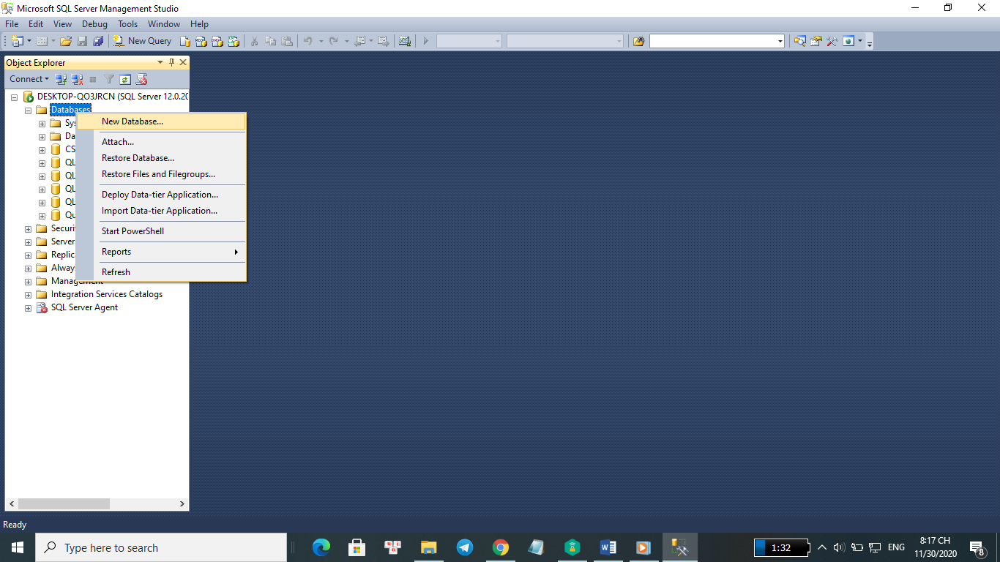 Microsoft SQL Server Management Studio
File Edit View Debug Tools Window Help
New Query
Object Explorer
Connect
DESKTOP-QO3JRCN (SQL Server 12.0.20
Databases
New Database...
Attach...
Restore Database...
Restore Files and Filegroups...
Deploy Data-tier Application...
Import Data-tier Application...
Start PowerShell
Reports
Refresh
Sys
Da
CS
QL
QL
QL
QL
Qu
Securi
Server
Replica
Always
Management
Integration Services Catalogs
SQL Server Agent
Ready
Type here to search
1:32
ENG
8:17 CH
11/30/2020
8